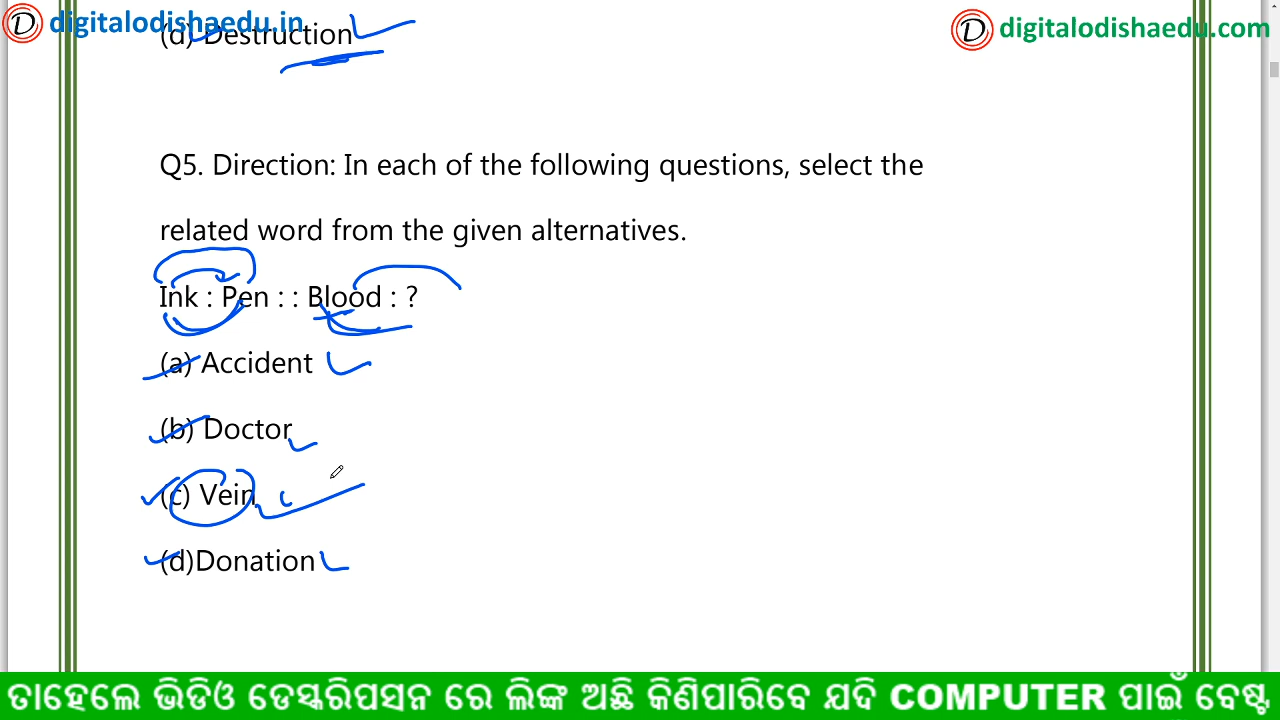 digitalodishaedu.in
digitalodishaedu.com
(d) Destruction
Q5. Direction: In each of the following questions, select the
related word from the given alternatives.
Ink : Pen : : Blood : ?
(a) Accident
(b) Doctor
(c) Vein
(d)Donation
ତାହେଲେ ଭିଡିଓ ଡେସ୍କରିପସନ ରେ ଲିଙ୍କ ଅଛି କିଣିପାରିବେ ଯଦି COMPUTER ପାଇଁ ବେଷ୍ଟ